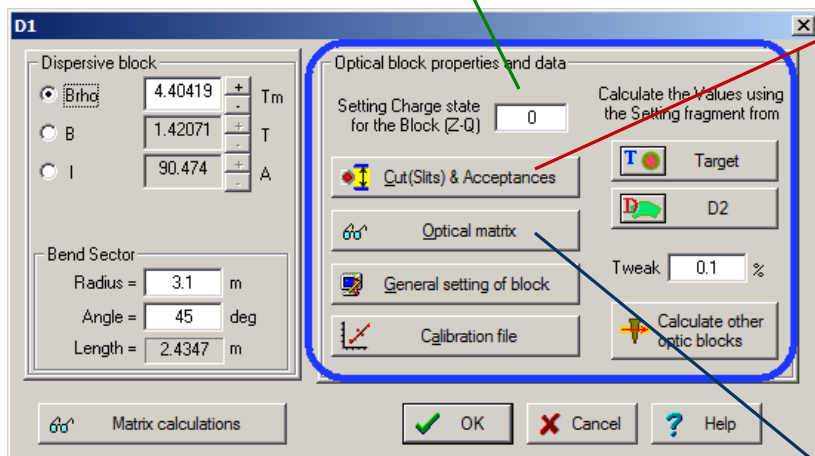 D1
Dispersive block
Brho 4.40419 + - Tm
B 1.42071 + - T
I 90.474 + - A
Bend Sector
Radius = 3.1 m
Angle = 45 deg
Length = 2.4347 m
Optical block properties and data
Setting Charge state
for the Block (Z-Q) 0
Cut(Slits) & Acceptances
Optical matrix
General setting of block
Calibration file
Calculate the Values using
the Setting fragment from
T Target
D D2
Tweak 0.1 %
Calculate other
optic blocks
Matrix calculations
OK
Cancel
? Help